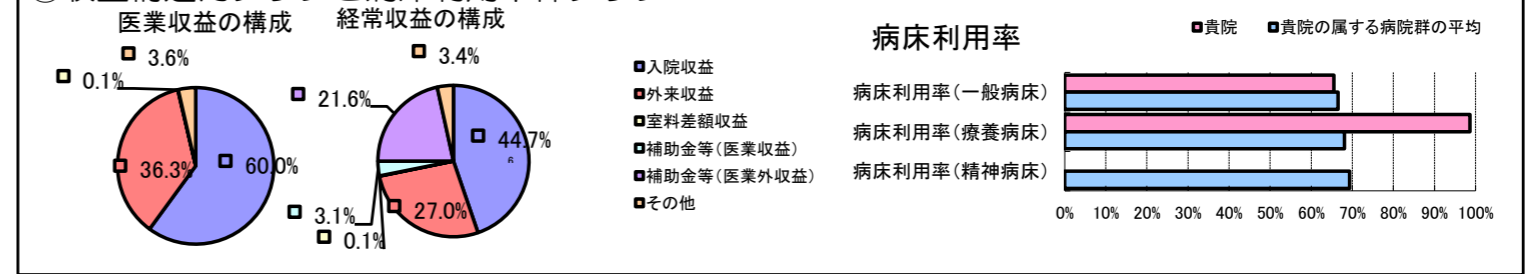 医業収益の構成
経常収益の構成
3.6%
0.1%
36.3%
60.0%
3.4%
21.6%
44.7%
27.0%
3.1%
0.1%
入院収益
外来収益
室料差額収益
補助金等(医業収益)
補助金等(医業外収益)
その他
病床利用率
貴院
貴院の属する病院群の平均
病床利用率(一般病床)
病床利用率(療養病床)
病床利用率(精神病床)
0% 10% 20% 30% 40% 50% 60% 70% 80% 90% 100%